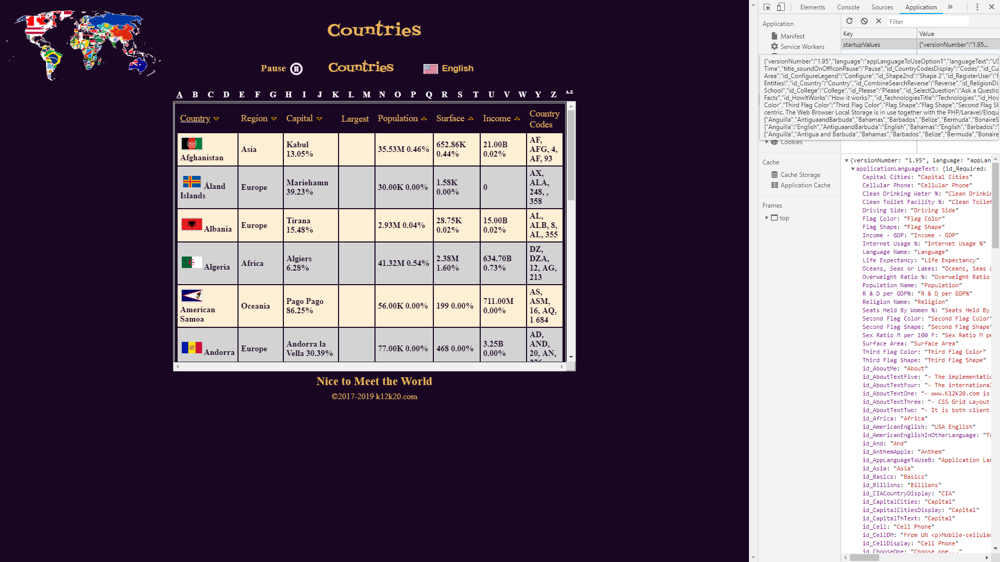 Countries
Pause
Countries
English
A B C D E F G H I J K L M N O P Q R S T U V W X Y Z A-Z
Country Region Capital Largest Population Surface Income Country Codes
Afghanistan Asia Kabul 13.05% 35.53M 0.46% 652.86K 0.44% 21.00B 0.02% AF, AFG, 4, AF, 93
Åland Islands Europe Mariehamn 39.23% 30.00K 0.00% 1.58K 0.00% 0 AX, ALA, 248, , 358
Albania Europe Tirana 15.48% 2.93M 0.04% 28.75K 0.02% 15.00B 0.02% AL, ALB, 8, AL, 355
Algeria Africa Algiers 6.28% 41.32M 0.54% 2.38M 1.60% 634.70B 0.73% DZ, DZA, 12, AG, 213
American Samoa Oceania Pago Pago 86.25% 56.00K 0.00% 199 0.00% 711.00M 0.00% AS, ASM, 16, AQ, 1 684
Andorra Europe Andorra la Vella 30.39% 77.00K 0.00% 468 0.00% 3.25B 0.00% AD, AND, 20, AN,
Nice to Meet the World
©2017-2019 k12k20.com
Elements Console Sources Application »
Application
Manifest
Service Workers
Cookies
Cache
Cache Storage
Application Cache
Frames
top
Filter
Key Value
startupValues {"versionNumber":"1.95...
{"versionNumber":"1.95","language":"appLanguageToUseOption1","languageText":"US
Time","title_soundOnOffIconPause":"Pause","id_CountryCodesDisplay":"Codes","id_Cu
Area","id_ConfigureLegend":"Configure","id_Shape2nd":"Shape 2","id_RegisterUser":"
Entities!","id_Country":"Country","id_CombineSearchReverse":"Reverse","id_ReligionDi
School","id_College":"College","id_Please":"Please","id_SelectQuestion":"Ask a Questio
Facts","id_HowItWorks":"How it works?","id_TechnologiesTitle":"Technologies","id_How
Color","Third Flag Color":"Third Flag Color","Flag Shape":"Flag Shape","Second Flag Sh
centric. The Web Browser Local Storage is in use together with the PHP/Laravel/Eloqu
["Anguilla","AntiguaandBarbuda","Bahamas","Barbados","Belize","Bermuda","BonaireS
{"Anguilla":"English","AntiguaandBarbuda":"English","Bahamas":"English","Barbados":"
["Anguilla","Antigua and Barbuda","Bahamas","Barbados","Belize","Bermuda","Bonaire
{versionNumber: "1.95", language: "appLan
applicationLanguageText: {id_Required:
Capital Cities: "Capital Cities"
Cellular Phone: "Cellular Phone"
Clean Drinking Water %: "Clean Drinkin
Clean Toilet Facility %: "Clean Toilet
Driving Side: "Driving Side"
Flag Color: "Flag Color"
Flag Shape: "Flag Shape"
Income - GDP: "Income - GDP"
Internet Usage %: "Internet Usage %"
Language Name: "Language"
Life Expectancy: "Life Expectancy"
Oceans, Seas or Lakes: "Oceans, Seas o
Overweight Ratio %: "Overweight Ratio
Population Name: "Population"
R & D per GDP%: "R & D per GDP%"
Religion Name: "Religion"
Seats Held By Women %: "Seats Held By
Second Flag Color: "Second Flag Color"
Second Flag Shape: "Second Flag Shape"
Sex Ratio M per 100 F: "Sex Ratio M pe
Surface Area: "Surface Area"
Third Flag Color: "Third Flag Color"
Third Flag Shape: "Third Flag Shape"
id_AboutMe: "About"
id_AboutTextFive: "- The implementatio
id_AboutTextFour: "- The international
id_AboutTextOne: "- www.K12K20.com is
id_AboutTextThree: "- CSS Grid Layout
id_AboutTextTwo: "- It is both client
id_Africa: "Africa"
id_AmericanEnglish: "USA English"
id_AmericanEnglishInOtherLanguage: "Tr
id_And: "And"
id_AnthemApple: "Anthem"
id_AppLanguageToUseB: "Application Lan
id_Asia: "Asia"
id_Basics: "Basics"
id_Billions: "Billions"
id_CIACountryDisplay: "CIA"
id_CapitalCities: "Capital"
id_CapitalCitiesDisplay: "Capital"
id_CapitalThText: "Capital"
id_Cell: "Cell Phone"
id_CellDM: "From UN <p>Mobile-cellular
id_CellDisplay: "Cell Phone"
id_ChooseOne: "Choose one..."